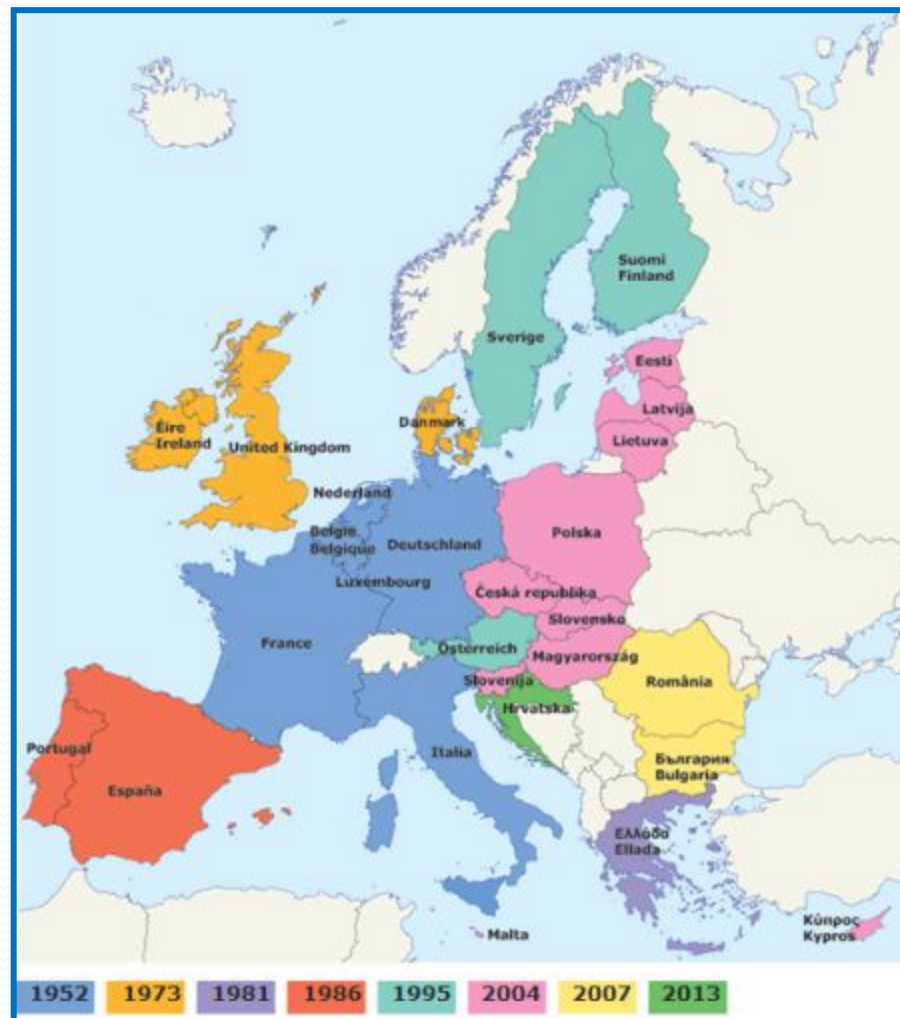 Suomi
Finland
Sverige
Eesti
Latvija
Lietuva
Danmark
Éire
Ireland
United Kingdom
Nederland
België
Belgique
Deutschland
Polska
Luxembourg
Česká republika
Slovensko
France
Österreich
Magyarország
Slovenija
România
Hrvatska
Portugal
Italia
España
България
Bulgaria
Ελλάδα
Ellada
Malta
Κύπρος
Kypros
1952 1973 1981 1986 1995 2004 2007 2013